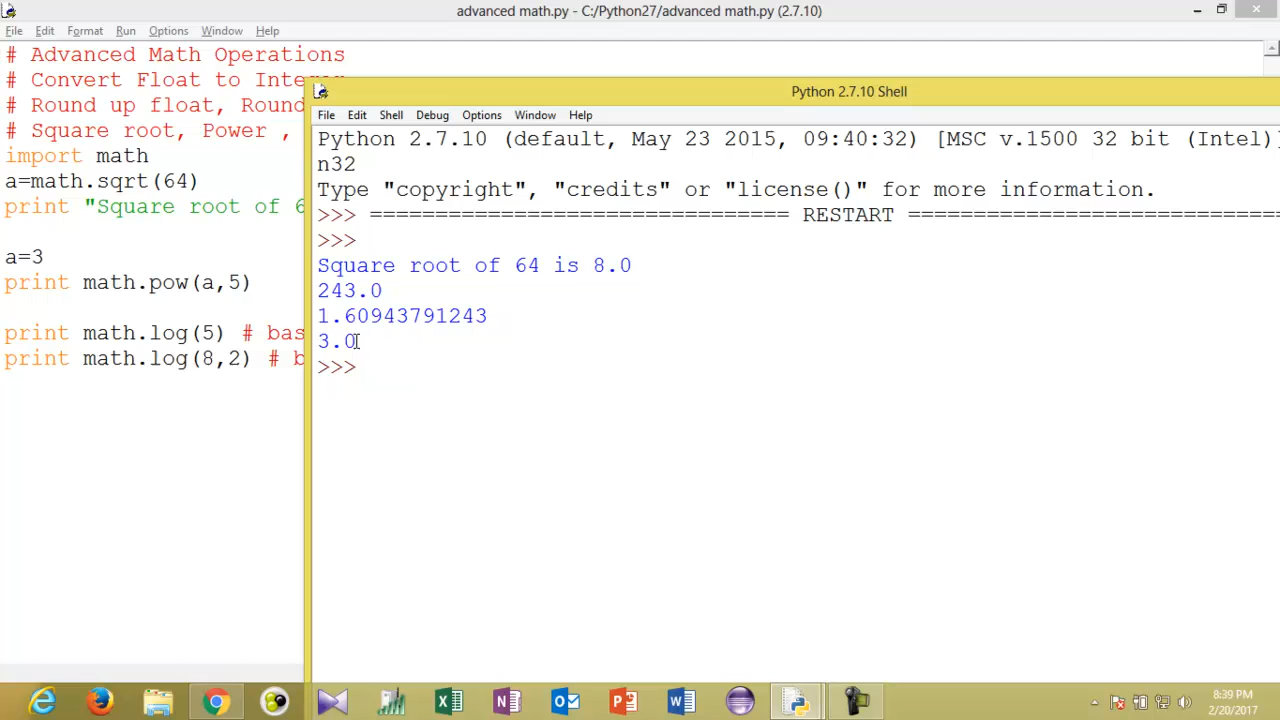 advanced math.py - C:/Python27/advanced math.py (2.7.10)
File Edit Format Run Options Window Help
# Advanced Math Operations
# Convert Float to Integer
# Round up float, Round
# Square root, Power ,
import math
a=math.sqrt(64)
print "Square root of 6
a=3
print math.pow(a,5)
print math.log(5) # bas
print math.log(8,2) # b
Python 2.7.10 Shell
File Edit Shell Debug Options Window Help
Python 2.7.10 (default, May 23 2015, 09:40:32) [MSC v.1500 32 bit (Intel)]
n32
Type "copyright", "credits" or "license()" for more information.
>>> ================================ RESTART ============================
>>>
Square root of 64 is 8.0
243.0
1.60943791243
3.0
>>>
8:39 PM
2/20/2017